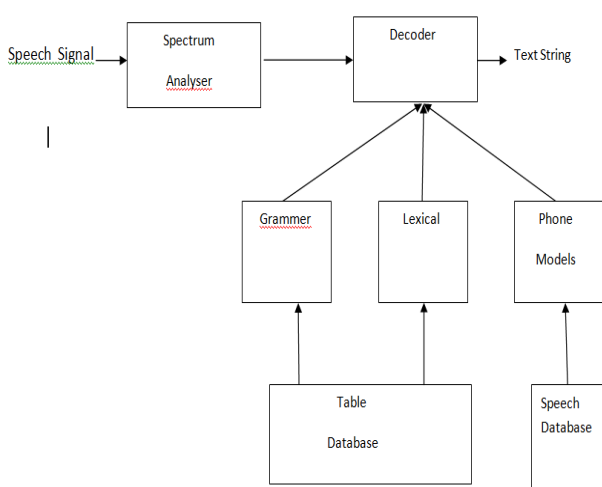 Speech Signal
Spectrum
Analyser
Decoder
Text String
Grammer
Lexical
Phone
Models
Table
Database
Speech
Database